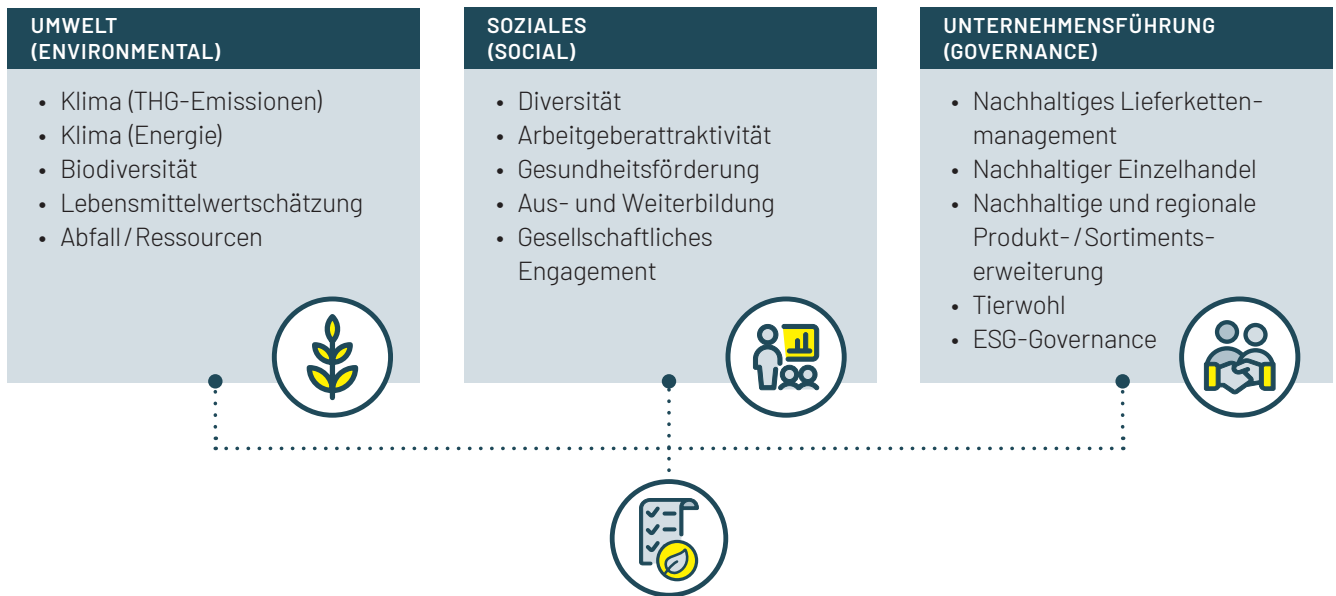 UMWELT
(ENVIRONMENTAL)
• Klima (THG-Emissionen)
• Klima (Energie)
• Biodiversität
• Lebensmittelwertschätzung
• Abfall / Ressourcen
SOZIALES
(SOCIAL)
• Diversität
• Arbeitgeberattraktivität
• Gesundheitsförderung
• Aus- und Weiterbildung
• Gesellschaftliches
Engagement
UNTERNEHMENSFÜHRUNG
(GOVERNANCE)
• Nachhaltiges Lieferketten-
management
• Nachhaltiger Einzelhandel
• Nachhaltige und regionale
Produkt- / Sortiments-
erweiterung
• Tierwohl
• ESG-Governance